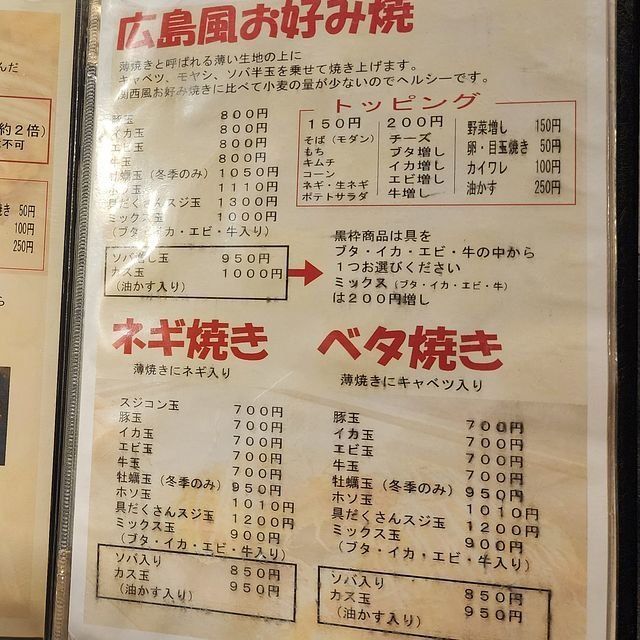 んだ
約２倍）
不可
焼き 50円
100円
250円
ら
広島風お好み焼
薄焼きと呼ばれる薄い生地の上に
キャベツ、モヤシ、ソバ半玉を乗せて焼き上げます。
関西風お好み焼きに比べて小麦の量が少ないのでヘルシーです。
豚玉 ８００円
イカ玉 ８００円
エビ玉 ８００円
牛玉 ８００円
牡蠣玉（冬季のみ）１０５０円
ホソ玉 １１１０円
具だくさんスジ玉 １３００円
ミックス玉 １０００円
（ブタ・イカ・エビ・牛入り）
トッピング
１５０円
そば（モダン）
もち
キムチ
コーン
ネギ・生ネギ
ポテトサラダ
２００円
チーズ
ブタ増し
イカ増し
エビ増し
牛増し
野菜増し 150円
卵・目玉焼き 50円
カイワレ 100円
油かす 250円
ソバなし玉 ９５０円
カス玉 １０００円
（油かす入り）
黒枠商品は具を
ブタ・イカ・エビ・牛の中から
１つお選びください
ミックス（ブタ・イカ・エビ・牛）
は２００円増し
ネギ焼き
薄焼きにネギ入り
スジコン玉 ７００円
豚玉 ７００円
イカ玉 ７００円
エビ玉 ７００円
牛玉 ７００円
牡蠣玉（冬季のみ）９５０円
ホソ玉 １０１０円
具だくさんスジ玉 １２００円
ミックス玉 ９００円
（ブタ・イカ・エビ・牛入り）
ソバ入り ８５０円
カス玉 ９５０円
（油かす入り）
ベタ焼き
薄焼きにキャベツ入り
豚玉 ７００円
イカ玉 ７００円
エビ玉 ７００円
牛玉 ７００円
牡蠣玉（冬季のみ）９５０円
ホソ玉 １０１０円
具だくさんスジ玉 １２００円
ミックス玉 ９００円
（ブタ・イカ・エビ・牛入り）
ソバ入り ８５０円
カス玉 ９５０円
（油かす入り）